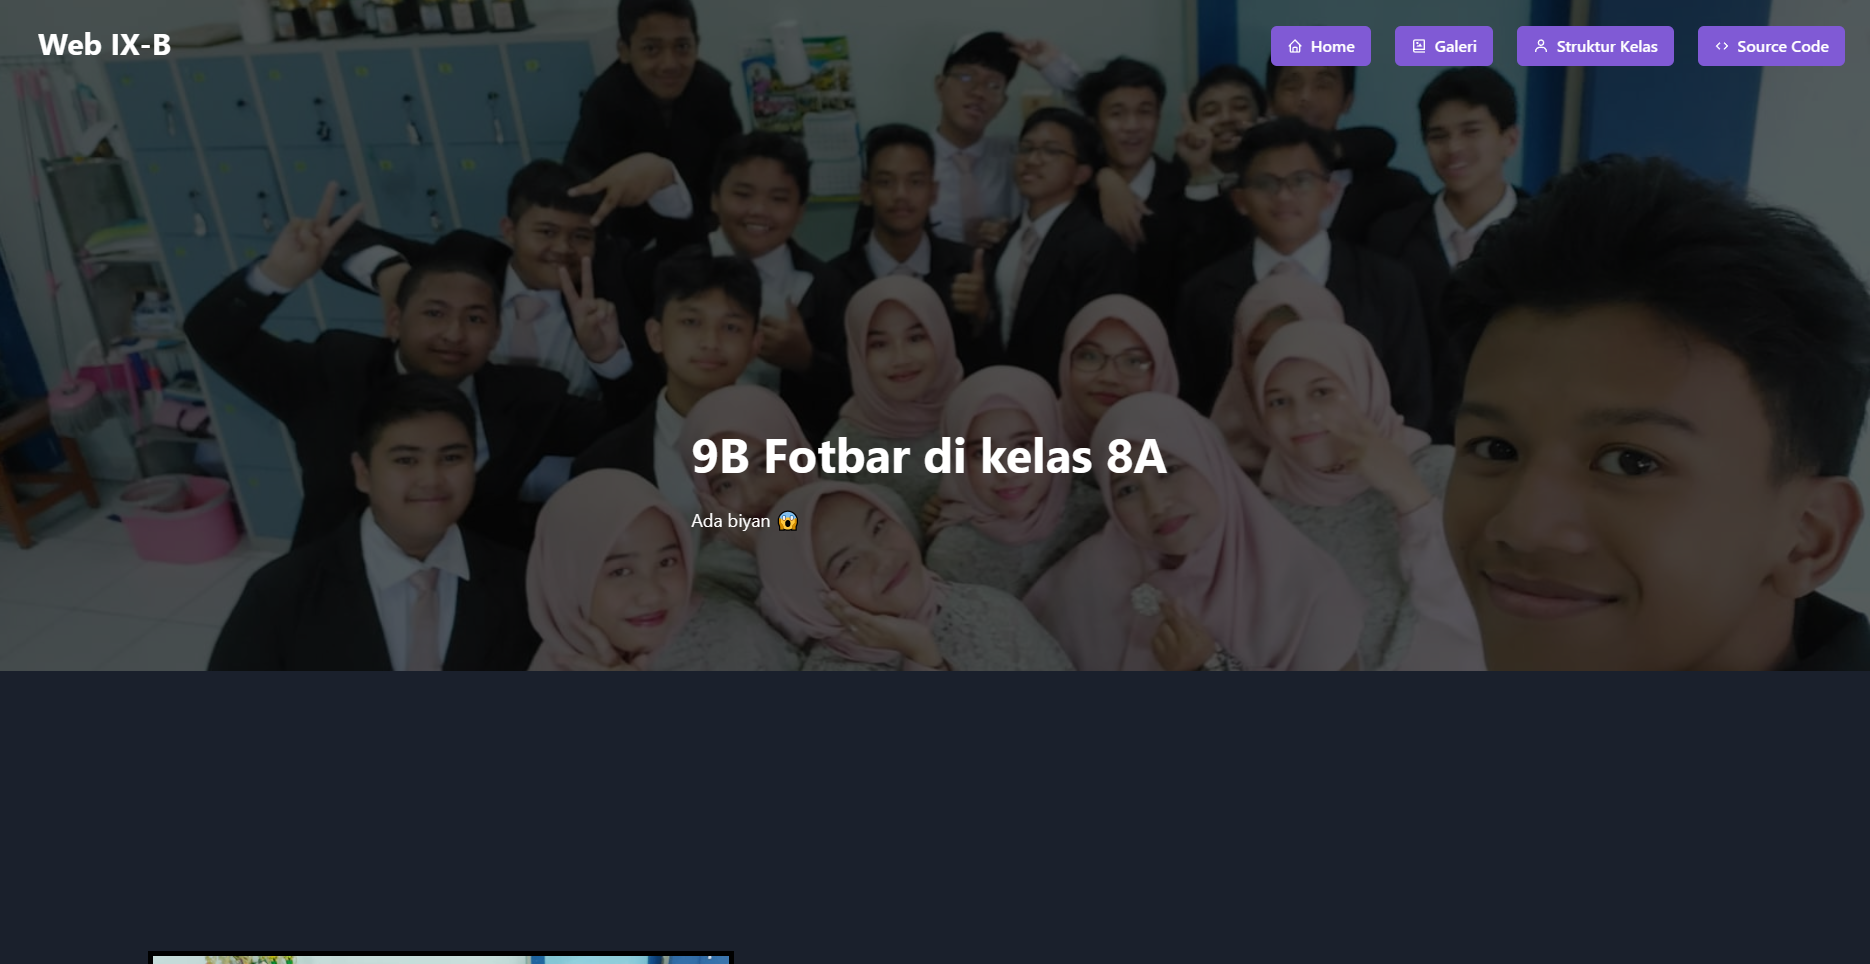 Web IX-B
Home
Galeri
Struktur Kelas
Source Code
9B Fotbar di kelas 8A
Ada biyan 😱